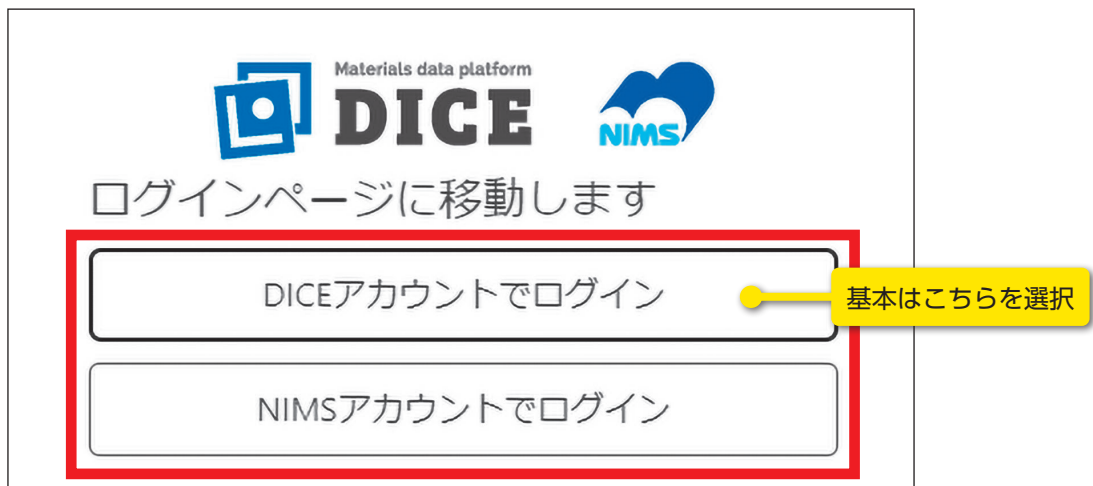 Materials data platform
DICE
NIMS
ログインページに移動します
DICEアカウントでログイン
基本はこちらを選択
NIMSアカウントでログイン